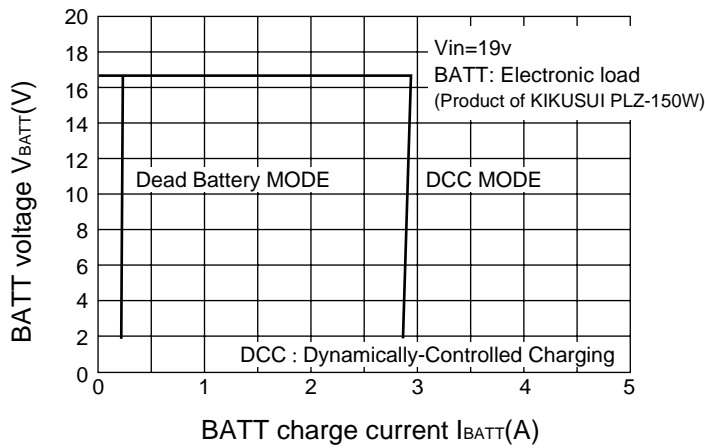 BATT voltage VBATT(V)
20
18
16
14
12
10
8
6
4
2
0
Vin=19v
BATT: Electronic load
(Product of KIKUSUI PLZ-150W)
Dead Battery MODE
DCC MODE
DCC : Dynamically-Controlled Charging
0 1 2 3 4 5
BATT charge current IBATT(A)